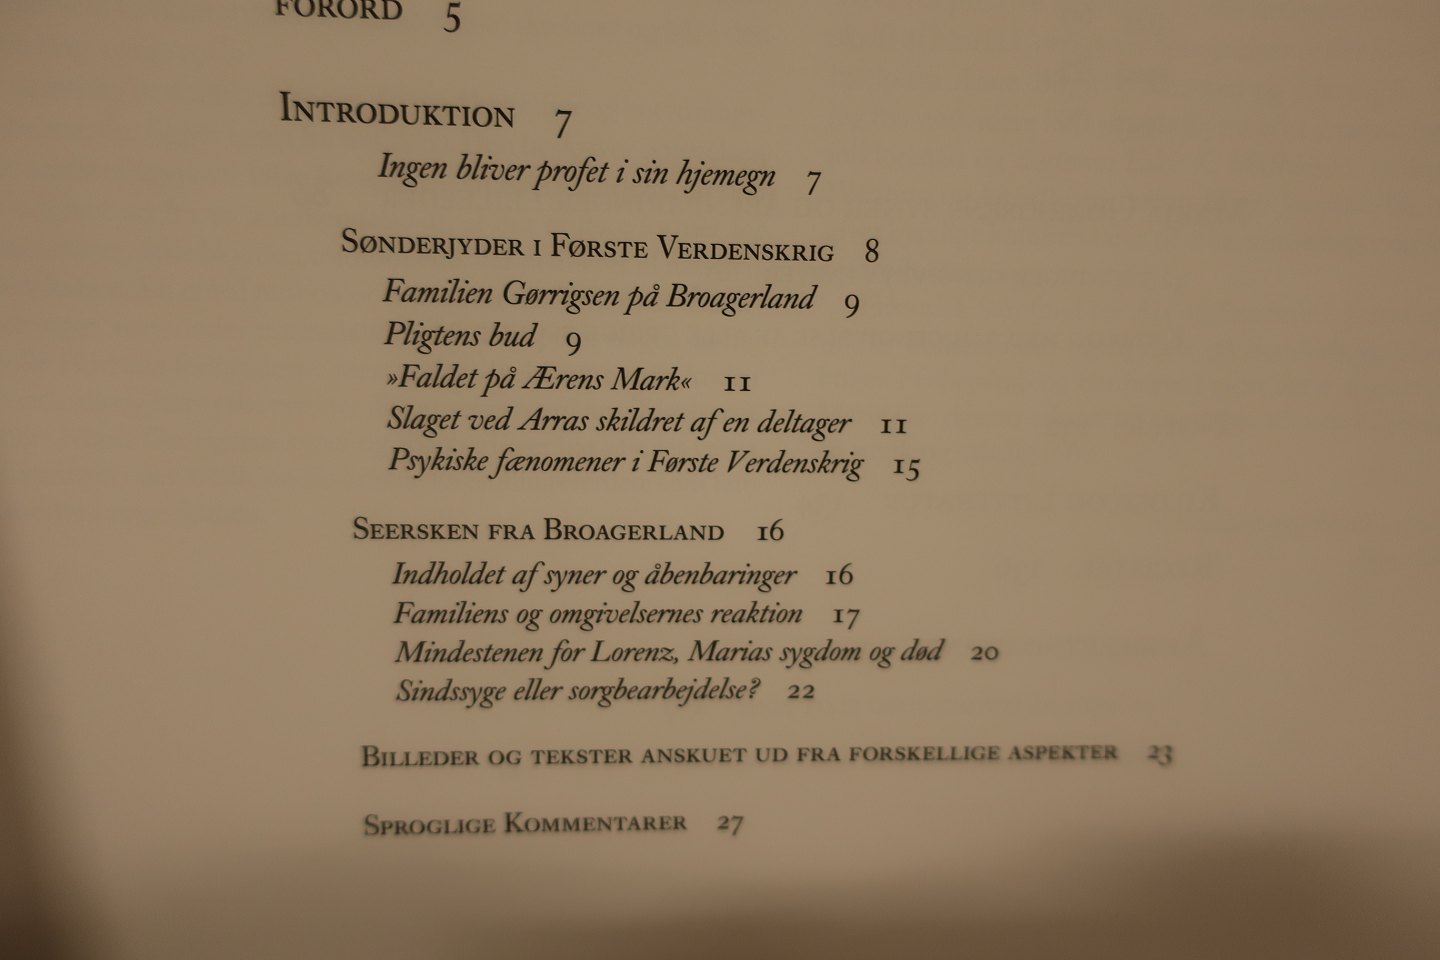 FORORD 5
INTRODUKTION 7
Ingen bliver profet i sin hjemegn 7
SØNDERJYDER I FØRSTE VERDENSKRIG 8
Familien Gørrigsen på Broagerland 9
Pligtens bud 9
»Faldet på Ærens Mark« 11
Slaget ved Arras skildret af en deltager 11
Psykiske fænomener i Første Verdenskrig 15
SEERSKEN FRA BROAGERLAND 16
Indholdet af syner og åbenbaringer 16
Familiens og omgivelsernes reaktion 17
Mindestenen for Lorenz, Marias sygdom og død 20
Sindssyge eller sorgbearbejdelse? 22
BILLEDER OG TEKSTER ANSKUET UD FRA FORSKELLIGE ASPEKTER 23
SPROGLIGE KOMMENTARER 27